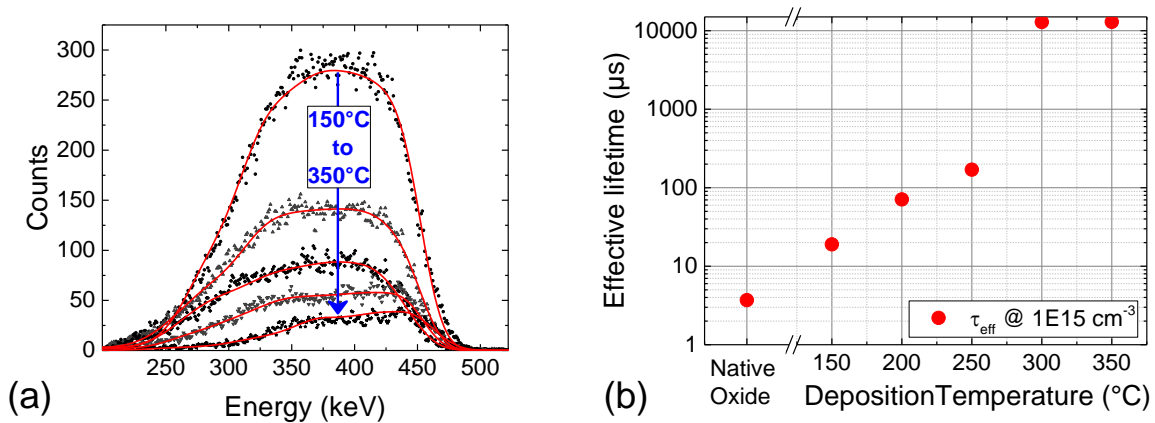 300
250
200
150
100
50
0
250
300
350
400
450
500
Counts
Energy (keV)
150°C
to
350°C
(a)
10000
1000
100
10
1
Native
Oxide
150
200
250
300
350
Effective lifetime (µs)
DepositionTemperature (°C)
τeff @ 1E15 cm-3
(b)